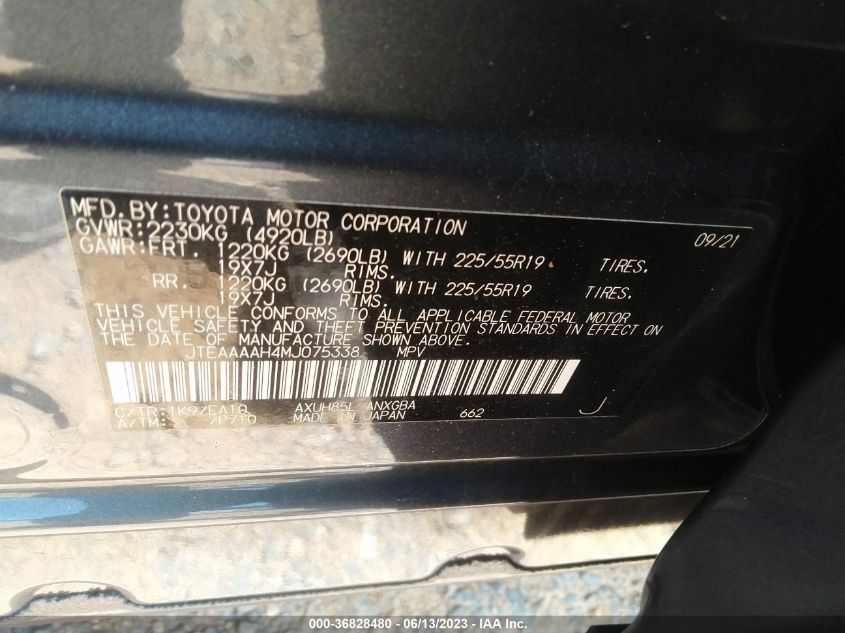 MFD.BY:TOYOTA MOTOR CORPORATION 09/21
GVWR:2230KG (4920LB)
GAWR:FRT. 1220KG (2690LB) WITH 225/55R19 TIRES.
19X7J RIMS.
RR. 1220KG (2690LB) WITH 225/55R19 TIRES.
19X7J RIMS.
THIS VEHICLE CONFORMS TO ALL APPLICABLE FEDERAL MOTOR
VEHICLE SAFETY AND THEFT PREVENTION STANDARDS IN EFFECT ON
THE DATE OF MANUFACTURE SHOWN ABOVE.
JTEAAAAH4MJ075338 MPV
C/TR:1K9/EA10 AXUH85L ANXGBA 662 J
A/TM: /P710 MADE IN JAPAN
000-36828480 - 06/13/2023 - IAA Inc.